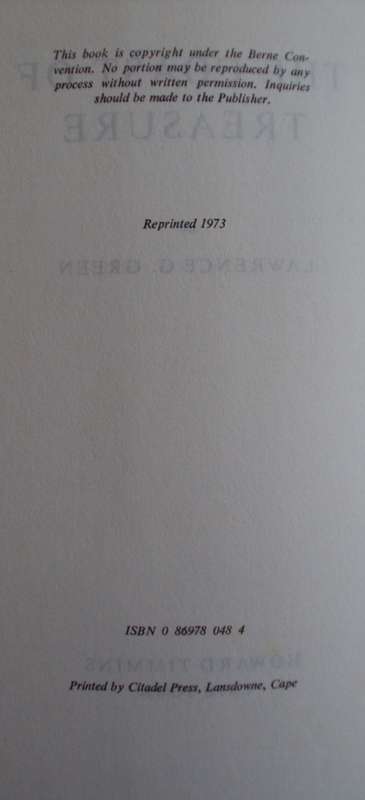 This book is copyright under the Berne Con-
vention. No portion may be reproduced by any
process without written permission. Inquiries
should be made to the Publisher.
Reprinted 1973
ISBN 0 86978 048 4
Printed by Citadel Press, Lansdowne, Cape